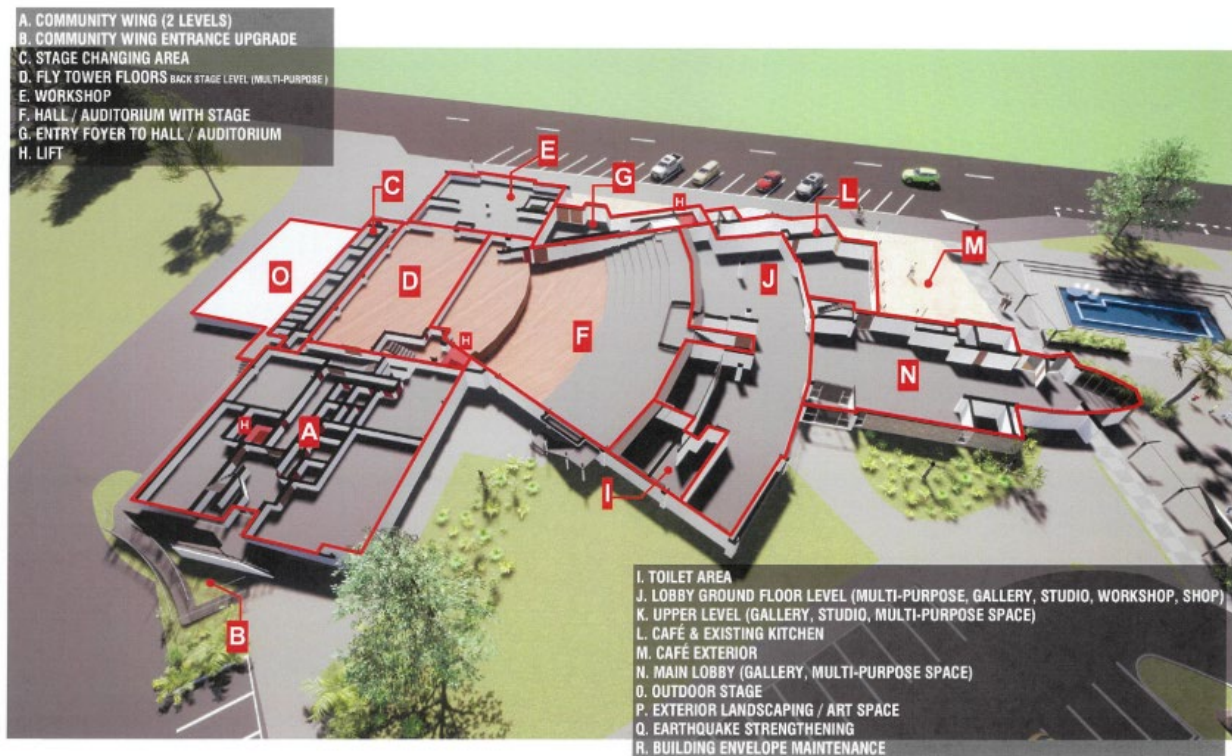 A. COMMUNITY WING (2 LEVELS)
B. COMMUNITY WING ENTRANCE UPGRADE
C. STAGE CHANGING AREA
D. FLY TOWER FLOORS BACK STAGE LEVEL (MULTI-PURPOSE)
E. WORKSHOP
F. HALL / AUDITORIUM WITH STAGE
G. ENTRY FOYER TO HALL / AUDITORIUM
H. LIFT
E
G
C
H
L
M
O
D
J
H
F
N
H
A
I
B
I. TOILET AREA
J. LOBBY GROUND FLOOR LEVEL (MULTI-PURPOSE, GALLERY, STUDIO, WORKSHOP, SHOP)
K. UPPER LEVEL (GALLERY, STUDIO, MULTI-PURPOSE SPACE)
L. CAFÉ & EXISTING KITCHEN
M. CAFÉ EXTERIOR
N. MAIN LOBBY (GALLERY, MULTI-PURPOSE SPACE)
O. OUTDOOR STAGE
P. EXTERIOR LANDSCAPING / ART SPACE
Q. EARTHQUAKE STRENGTHENING
R. BUILDING ENVELOPE MAINTENANCE